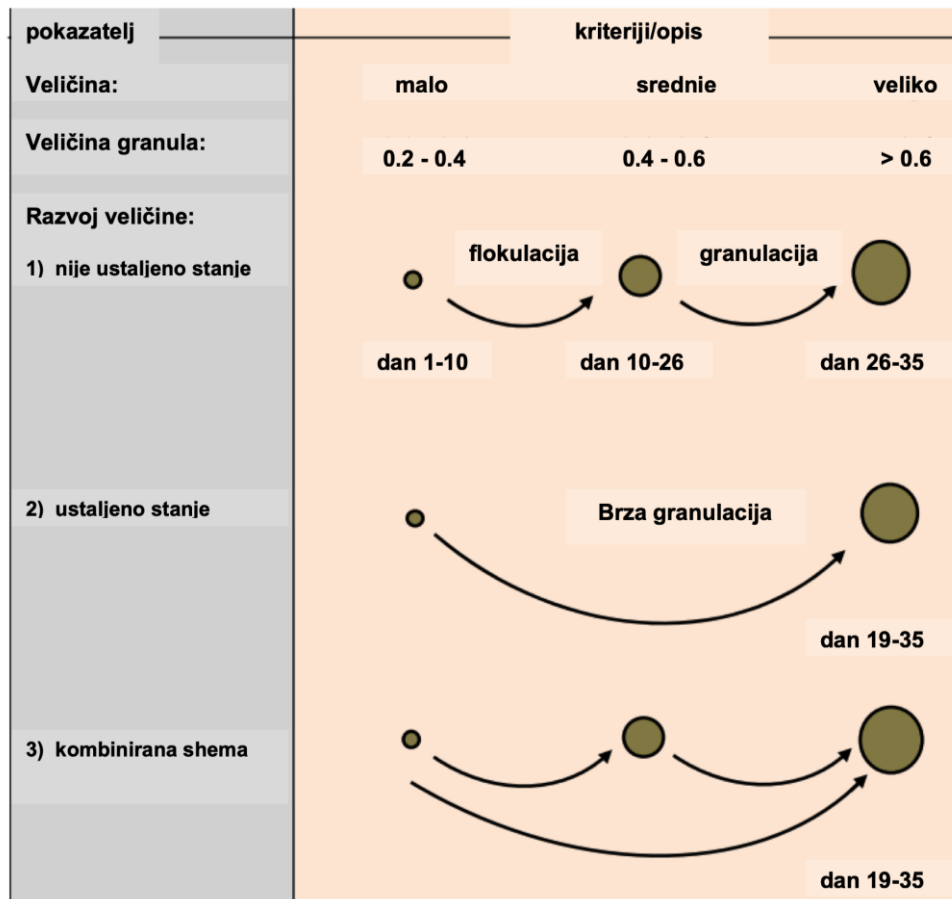 pokazatelj kriteriji/opis
Veličina: malo srednie veliko
Veličina granula:
0.2 - 0.4 0.4 - 0.6 > 0.6
Razvoj veličine:
flokulacija granulacija
1) nije ustaljeno stanje
dan 1-10 dan 10-26 dan 26-35
2) ustaljeno stanje Brza granulacija
dan 19-35
3) kombinirana shema
dan 19-35